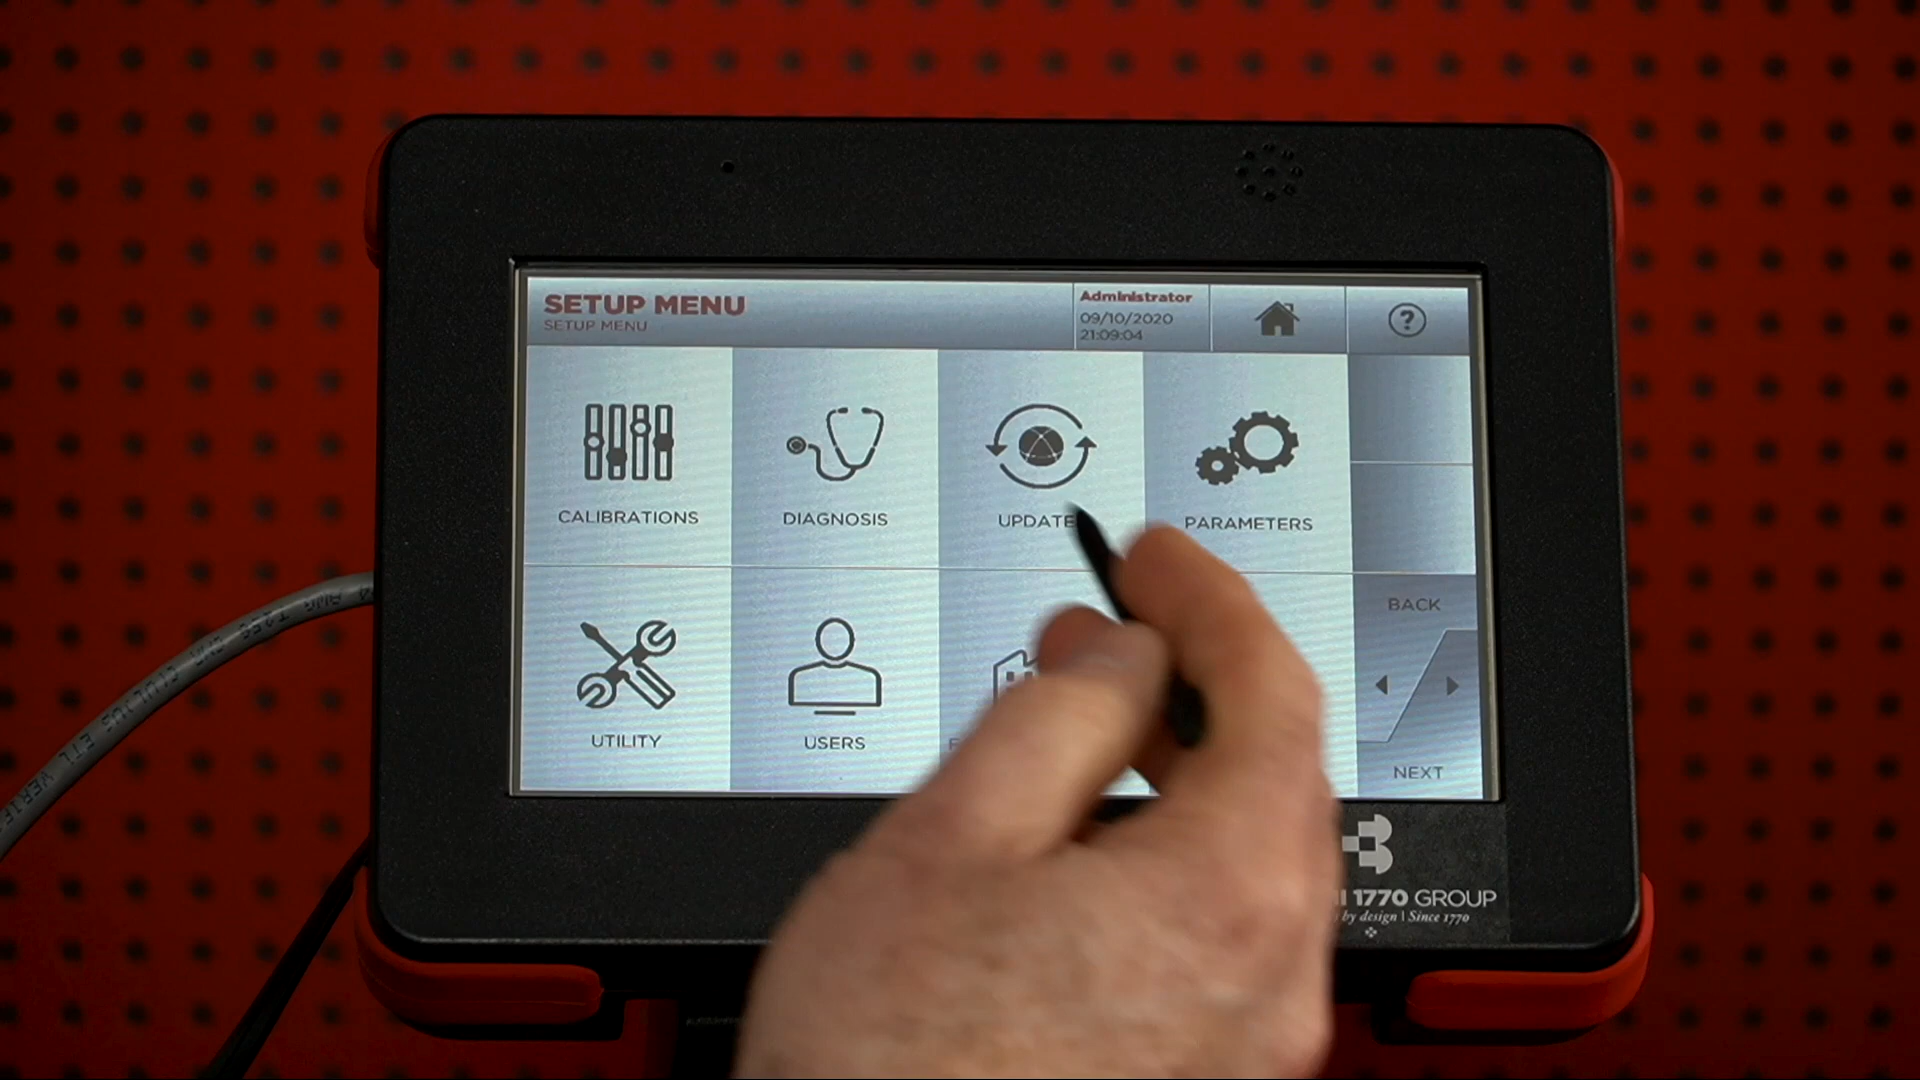 SETUP MENU
SETUP MENU
Administrator
09/10/2020
21:09:04
?
CALIBRATIONS
DIAGNOSIS
UPDATE
PARAMETERS
UTILITY
USERS
BACK
NEXT
1770 GROUP
by design | Since 1770